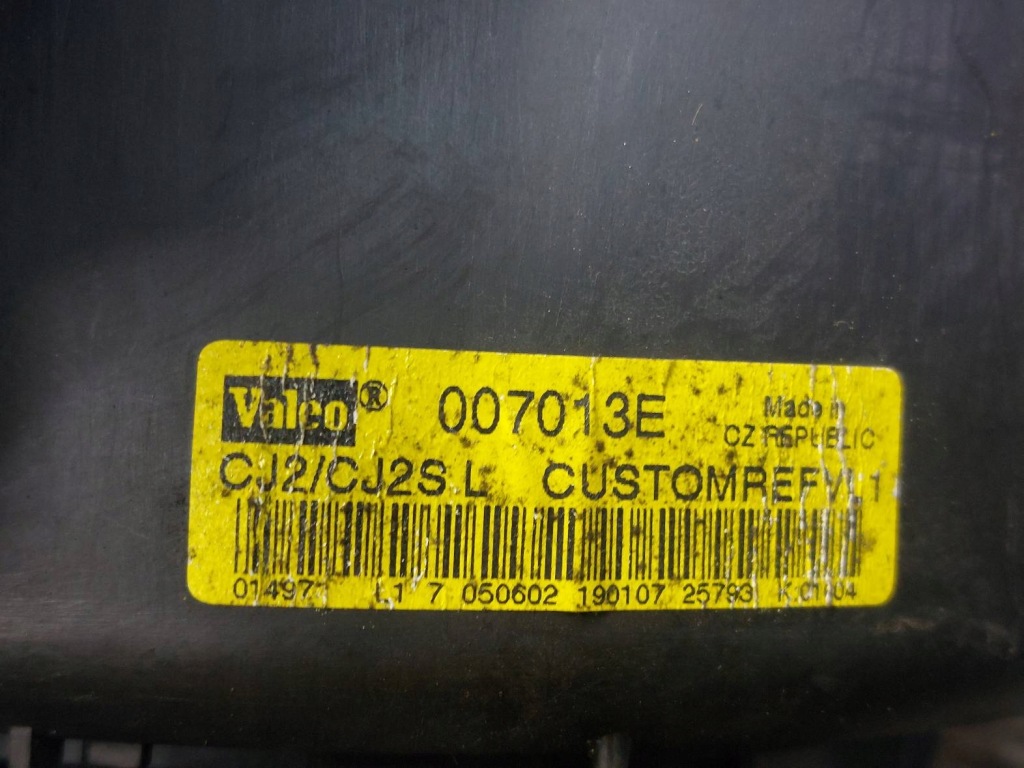 Valeo® 007013E Made in
CZ REPUBLIC
CJ2/CJ2S L CUSTOMREFVL1
L1 7 050602 190107 25793